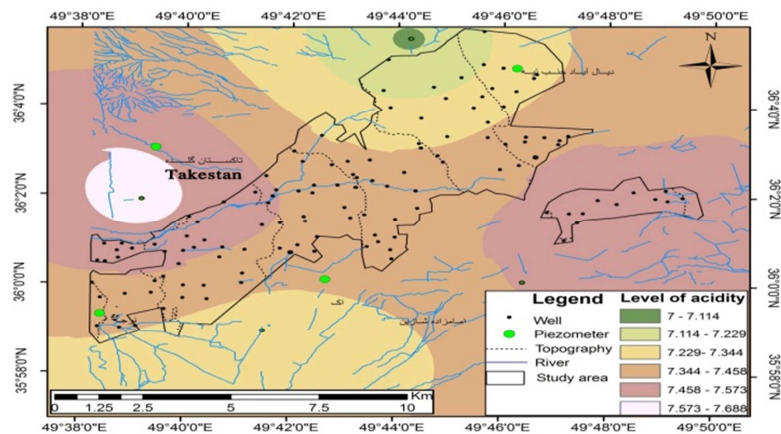 49°38'0"E 49°40'0"E 49°42'0"E 49°44'0"E 49°46'0"E 49°48'0"E 49°50'0"E
N
36°4'0"N
36°40'0"N
تاکستان
Takestan
36°2'0"N
36°20'0"N
36°0'0"N
36°00'0"N
اک
امامزاده
35°58'0"N
35°58'0"N
Legend
Well
Piezometer
Topography
River
Study area
Level of acidity
7 - 7.114
7.114 - 7.229
7.229 - 7.344
7.344 - 7.458
7.458 - 7.573
7.573 - 7.688
Km
0 1.25 2.5 5 7.5 10
49°38'0"E 49°40'0"E 49°42'0"E 49°44'0"E 49°46'0"E 49°48'0"E 49°50'0"E